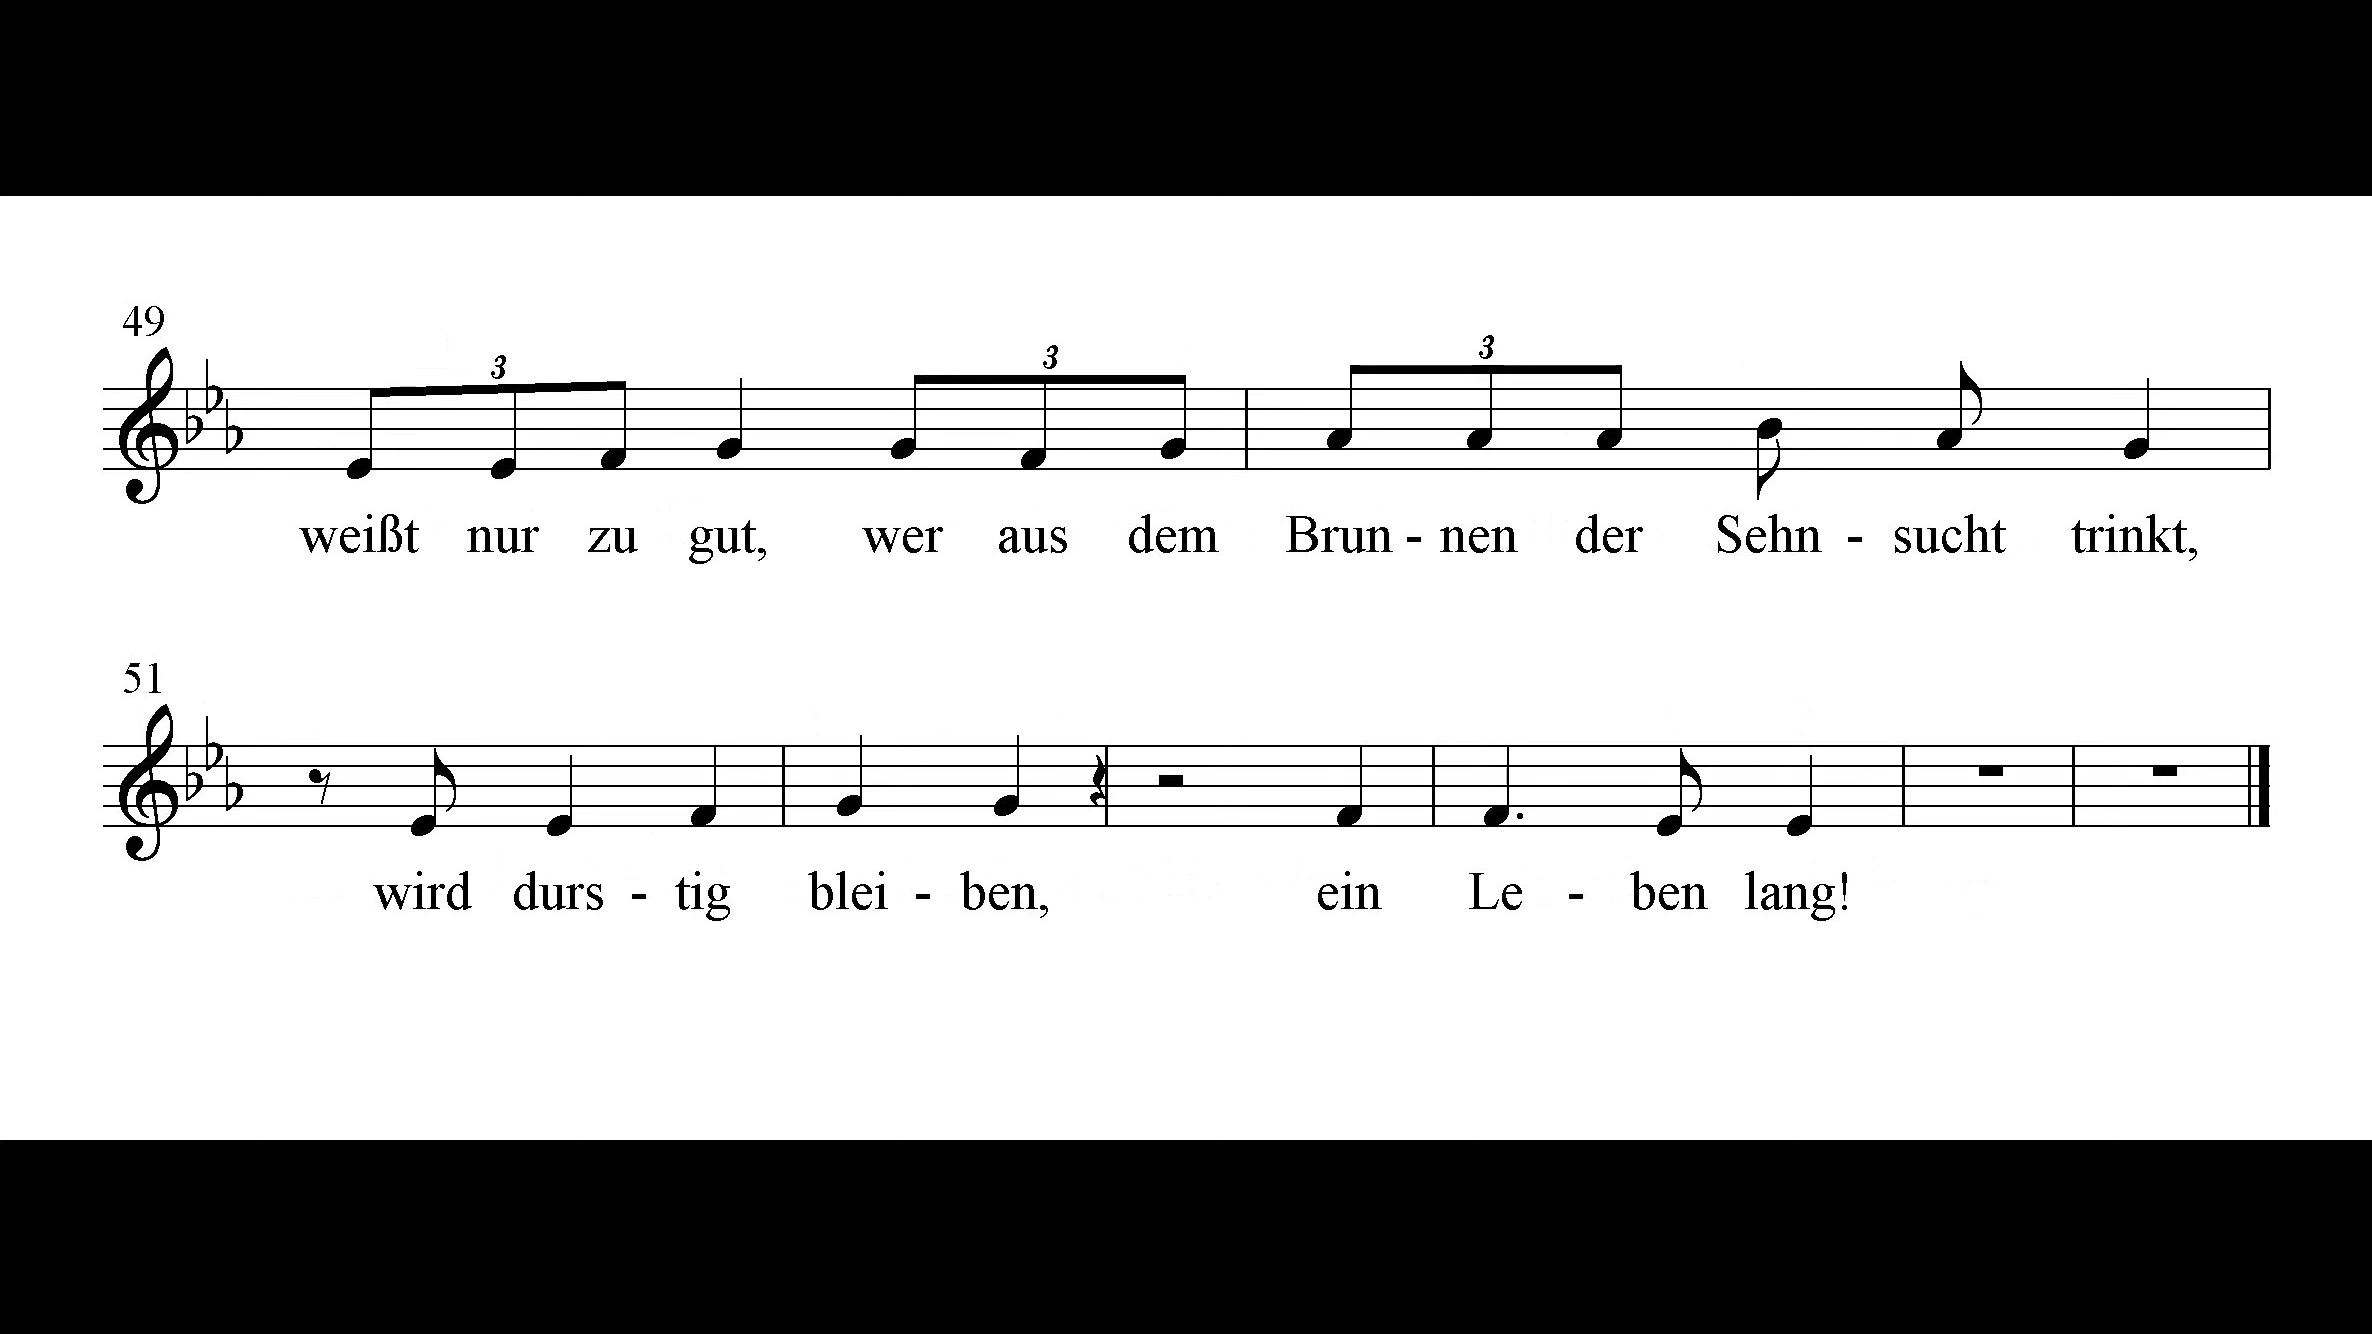 49
3 3 3
weißt nur zu gut, wer aus dem Brun - nen der Sehn - sucht trinkt,
51
wird durs - tig blei - ben, ein Le - ben lang!